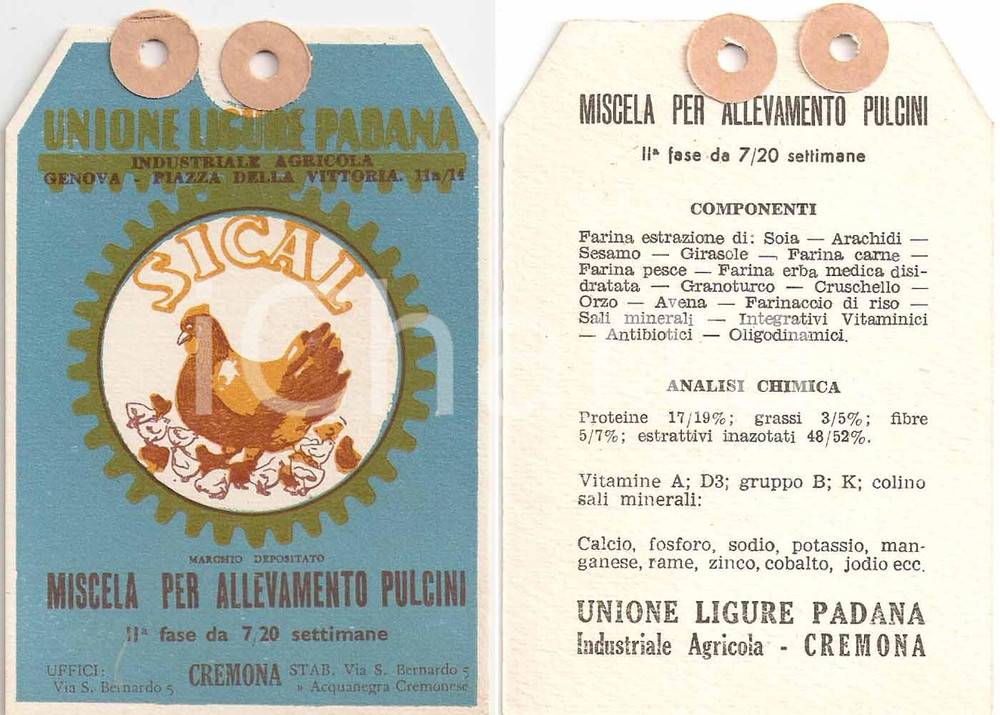 UNIONE LIGURE PADANA
INDUSTRIALE AGRICOLA
GENOVA - PIAZZA DELLA VITTORIA. 11a/14
SICAL
MARCHIO DEPOSITATO
MISCELA PER ALLEVAMENTO PULCINI
IIª fase da 7/20 settimane
UFFICI: CREMONA STAB. Via S. Bernardo 5
Via S. Bernardo 5 » Acquanegra Cremonese
MISCELA PER ALLEVAMENTO PULCINI
IIª fase da 7/20 settimane
COMPONENTI
Farina estrazione di: Soia — Arachidi —
Sesamo — Girasole — Farina carne —
Farina pesce — Farina erba medica disi-
dratata — Granoturco — Cruschello —
Orzo — Avena — Farinaccio di riso —
Sali minerali — Integrativi Vitaminici
— Antibiotici — Oligodinamici.
ANALISI CHIMICA
Proteine 17/19%; grassi 3/5%; fibre
5/7%; estrattivi inazotati 48/52%.
Vitamine A; D3; gruppo B; K; colino
sali minerali:
Calcio, fosforo, sodio, potassio, man-
ganese, rame, zinco, cobalto, jodio ecc.
UNIONE LIGURE PADANA
Industriale Agricola - CREMONA